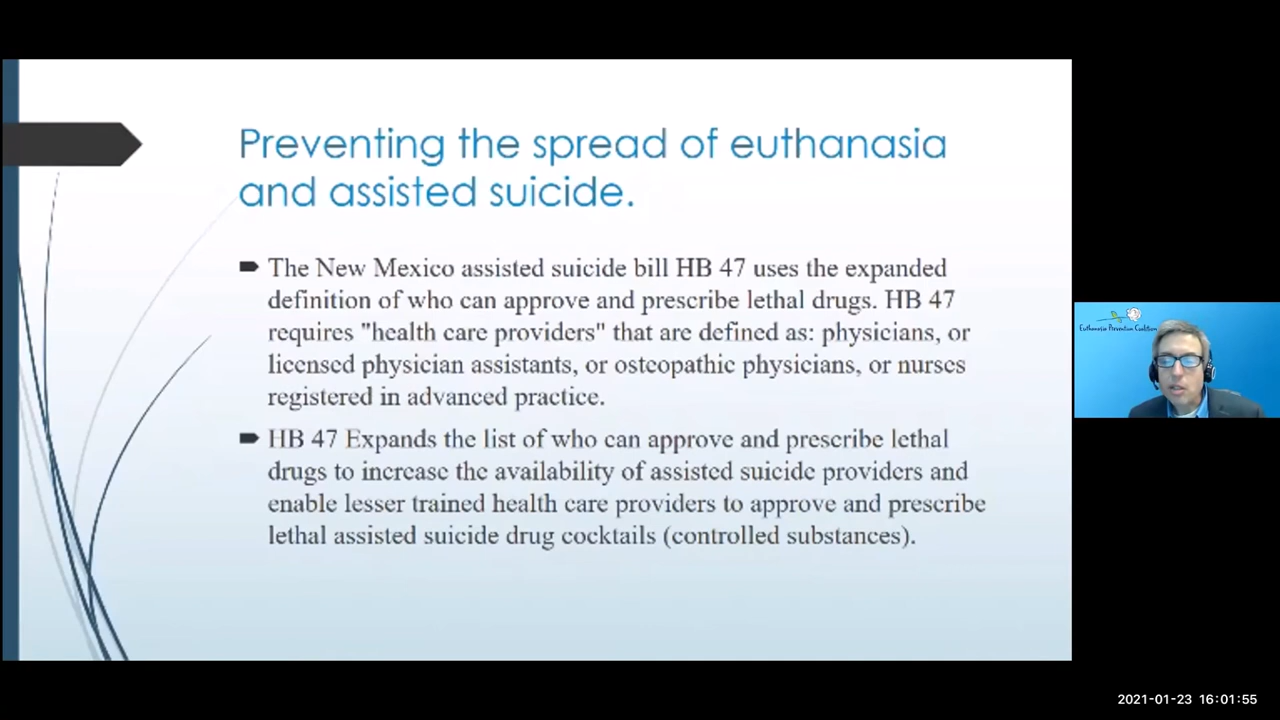 Preventing the spread of euthanasia
and assisted suicide.
The New Mexico assisted suicide bill HB 47 uses the expanded
definition of who can approve and prescribe lethal drugs. HB 47
requires "health care providers" that are defined as: physicians, or
licensed physician assistants, or osteopathic physicians, or nurses
registered in advanced practice.
HB 47 Expands the list of who can approve and prescribe lethal
drugs to increase the availability of assisted suicide providers and
enable lesser trained health care providers to approve and prescribe
lethal assisted suicide drug cocktails (controlled substances).
Euthanasia Prevention Coalition
2021-01-23 16:01:55